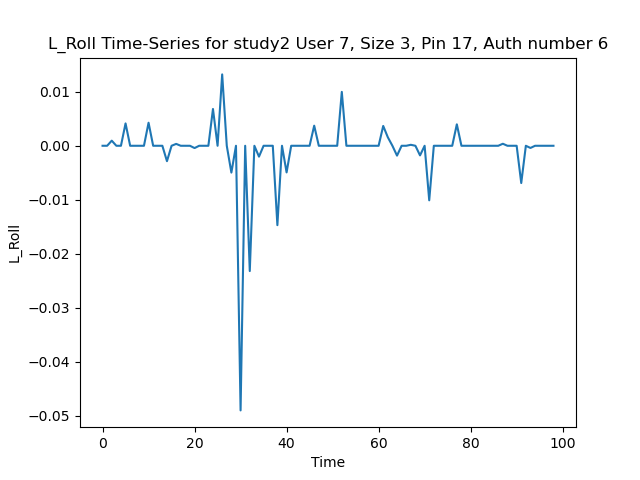 L_Roll Time-Series for study2 User 7, Size 3, Pin 17, Auth number 6
0.01
0.00
−0.01
−0.02
−0.03
−0.04
−0.05
L_Roll
0 20 40 60 80 100
Time